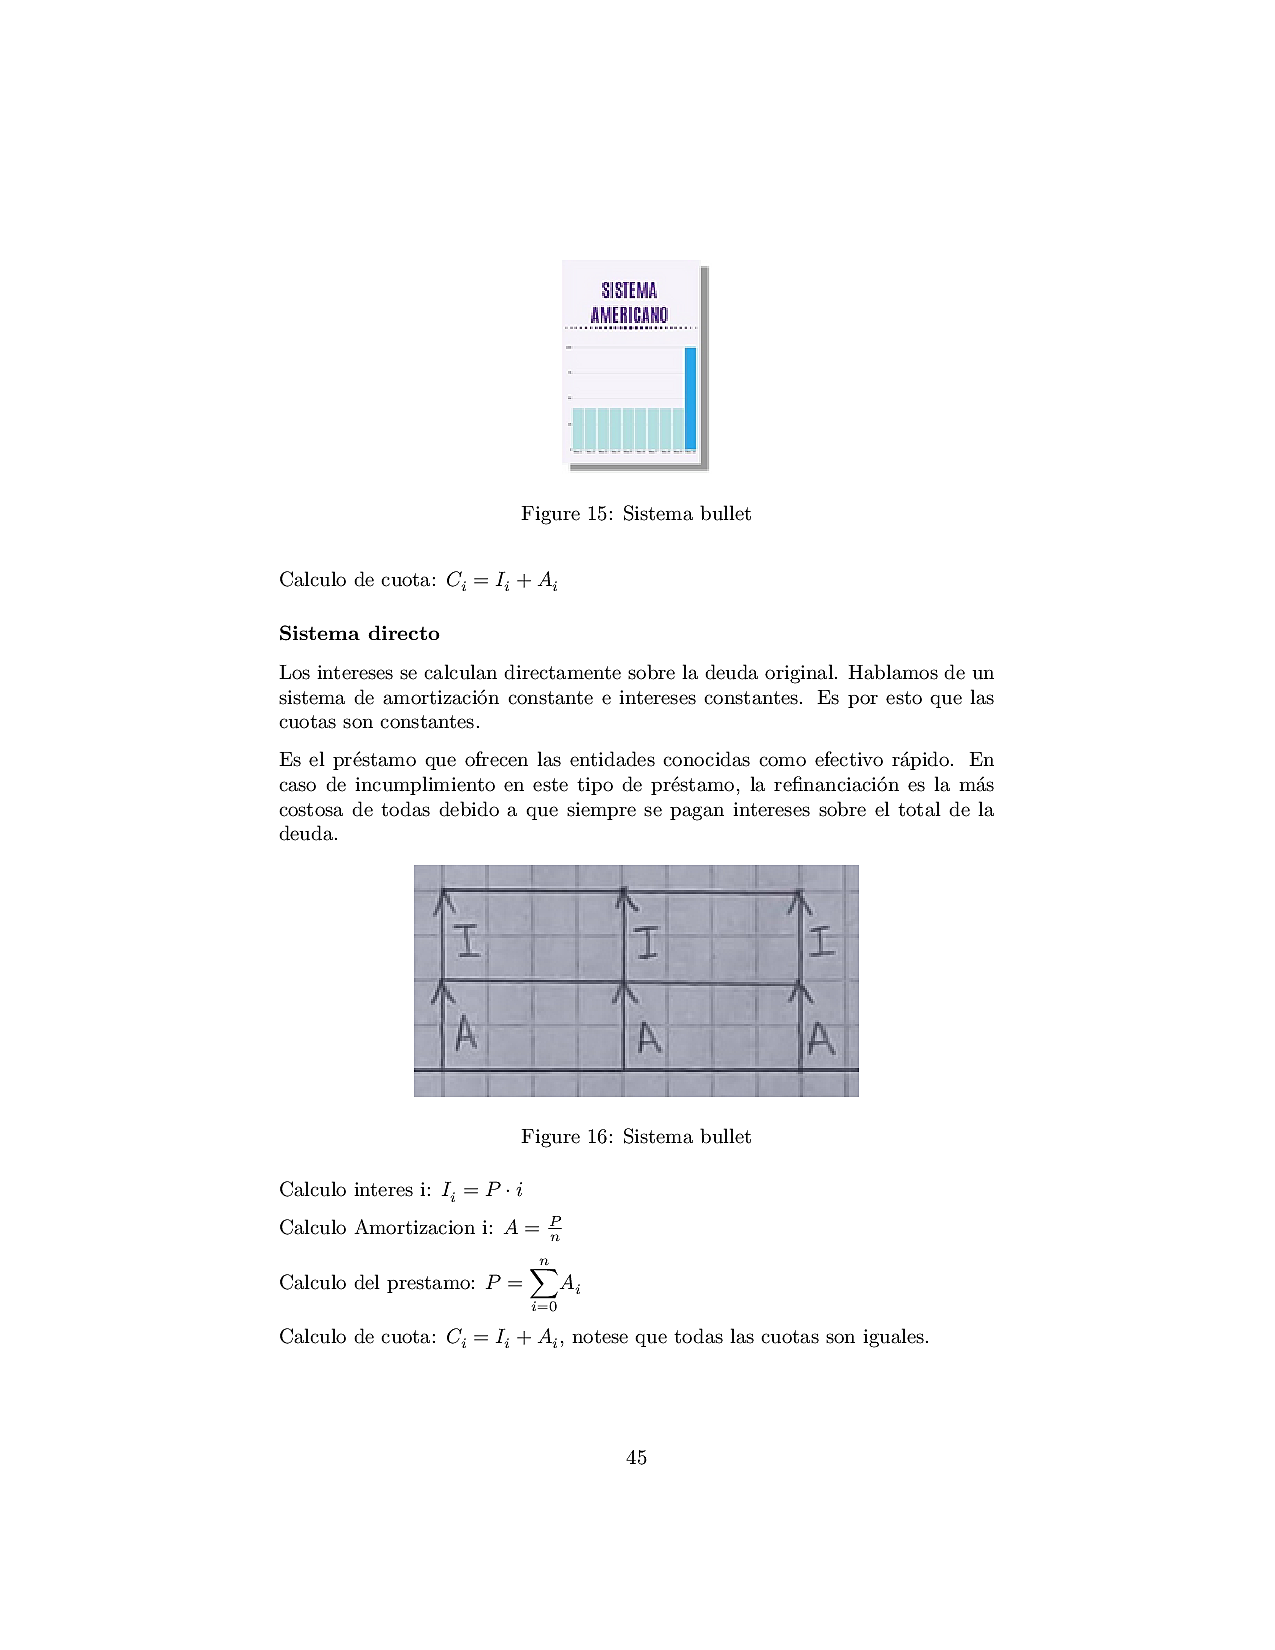 SISTEMA
AMERICANO
Figure 15: Sistema bullet
Calculo de cuota: C_i = I_i + A_i
Sistema directo
Los intereses se calculan directamente sobre la deuda original. Hablamos de un
sistema de amortización constante e intereses constantes. Es por esto que las
cuotas son constantes.
Es el préstamo que ofrecen las entidades conocidas como efectivo rápido. En
caso de incumplimiento en este tipo de préstamo, la refinanciación es la más
costosa de todas debido a que siempre se pagan intereses sobre el total de la
deuda.
I I I
A A A
Figure 16: Sistema bullet
Calculo interes i: I_i = P · i
Calculo Amortizacion i: A = P/n
Calculo del prestamo: P = ∑_{i=0}^{n} A_i
Calculo de cuota: C_i = I_i + A_i, notese que todas las cuotas son iguales.
45